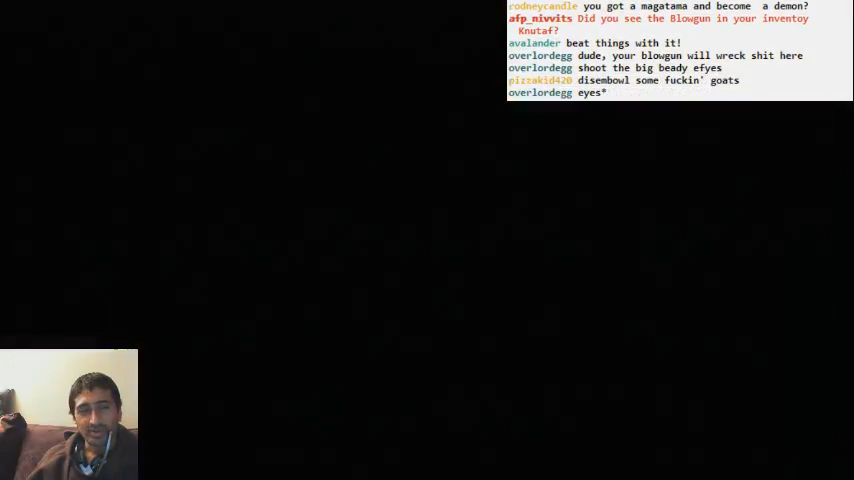 rodneycandle you got a magatama and become a demon?
afp_nivvits Did you see the Blowgun in your inventoy
Knutaf?
avalander beat things with it!
overlordegg dude, your blowgun will wreck shit here
overlordegg shoot the big beady efyes
pizzakid420 disembowl some fuckin' goats
overlordegg eyes*